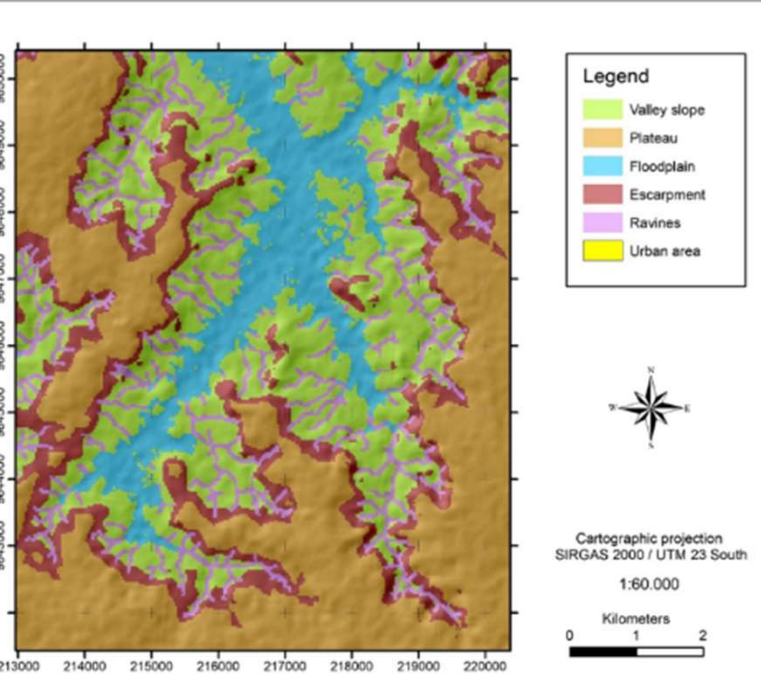 Legend
Valley slope
Plateau
Floodplain
Escarpment
Ravines
Urban area
N
W
E
S
Cartographic projection
SIRGAS 2000 / UTM 23 South
1:60.000
Kilometers
0 1 2
213000 214000 215000 216000 217000 218000 219000 220000